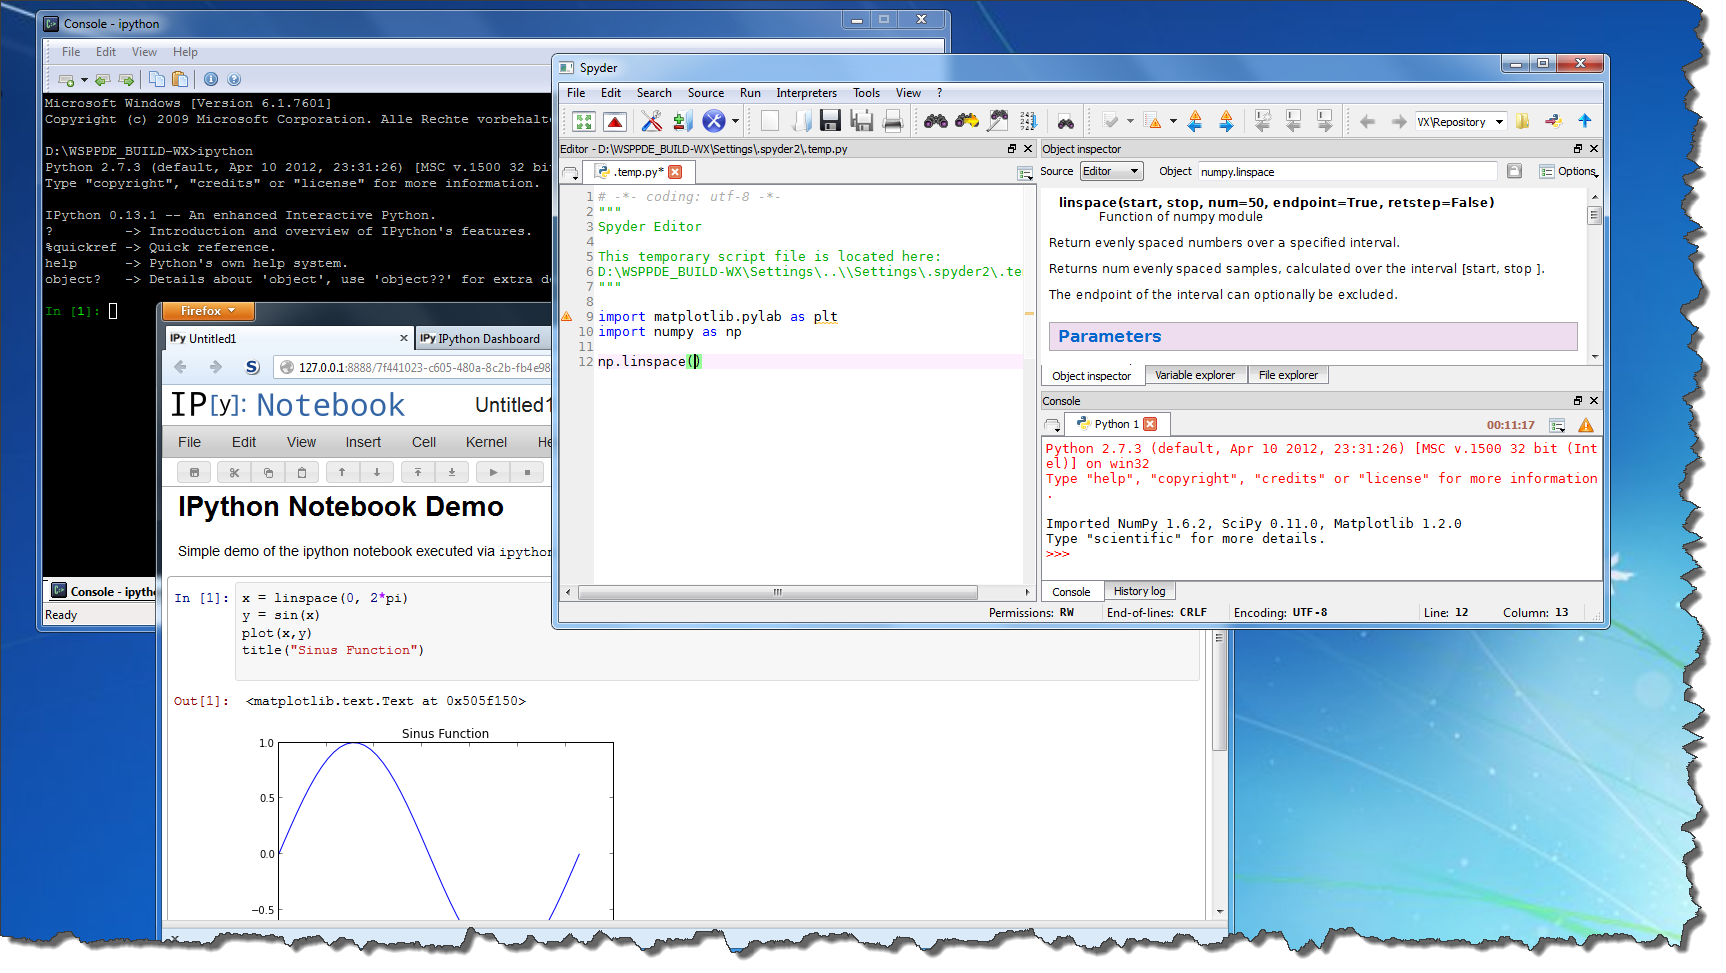 Console - ipython
File Edit View Help
Microsoft Windows [Version 6.1.7601]
Copyright (c) 2009 Microsoft Corporation. Alle Rechte vorbehalte
D:\WSPPDE_BUILD-WX>ipython
Python 2.7.3 (default, Apr 10 2012, 23:31:26) [MSC v.1500 32 bi
Type "copyright", "credits" or "license" for more information.
IPython 0.13.1 -- An enhanced Interactive Python.
? -> Introduction and overview of IPython's features.
%quickref -> Quick reference.
help -> Python's own help system.
object? -> Details about 'object', use 'object??' for extra de
In [1]:
Console - ipytho
Ready
Firefox
IPy Untitled1
IPy IPython Dashboard
127.0.0.1:8888/7f441023-c605-480a-8c2b-fb4e98
IP[y]: Notebook
Untitled1
File Edit View Insert Cell Kernel He
IPython Notebook Demo
Simple demo of the ipython notebook executed via ipython
In [1]:
x = linspace(0, 2*pi)
y = sin(x)
plot(x,y)
title("Sinus Function")
Out[1]: <matplotlib.text.Text at 0x505f150>
Sinus Function
1.0
0.5
0.0
−0.5
Spyder
File Edit Search Source Run Interpreters Tools View ?
VX\Repository
Editor - D:\WSPPDE_BUILD-WX\Settings\.spyder2\.temp.py
.temp.py*
1 # -*- coding: utf-8 -*-
2 """
3 Spyder Editor
4
5 This temporary script file is located here:
6 D:\WSPPDE_BUILD-WX\Settings\..\\Settings\.spyder2\.te
7 """
8
9 import matplotlib.pylab as plt
10 import numpy as np
11
12 np.linspace()
Object inspector
Source Editor Object numpy.linspace Options
linspace(start, stop, num=50, endpoint=True, retstep=False)
Function of numpy module
Return evenly spaced numbers over a specified interval.
Returns num evenly spaced samples, calculated over the interval [start, stop ].
The endpoint of the interval can optionally be excluded.
Parameters
Object inspector Variable explorer File explorer
Console
Python 1
00:11:17
Python 2.7.3 (default, Apr 10 2012, 23:31:26) [MSC v.1500 32 bit (Int
el)] on win32
Type "help", "copyright", "credits" or "license" for more information
.
Imported NumPy 1.6.2, SciPy 0.11.0, Matplotlib 1.2.0
Type "scientific" for more details.
>>>
Console History log
Permissions: RW End-of-lines: CRLF Encoding: UTF-8 Line: 12 Column: 13